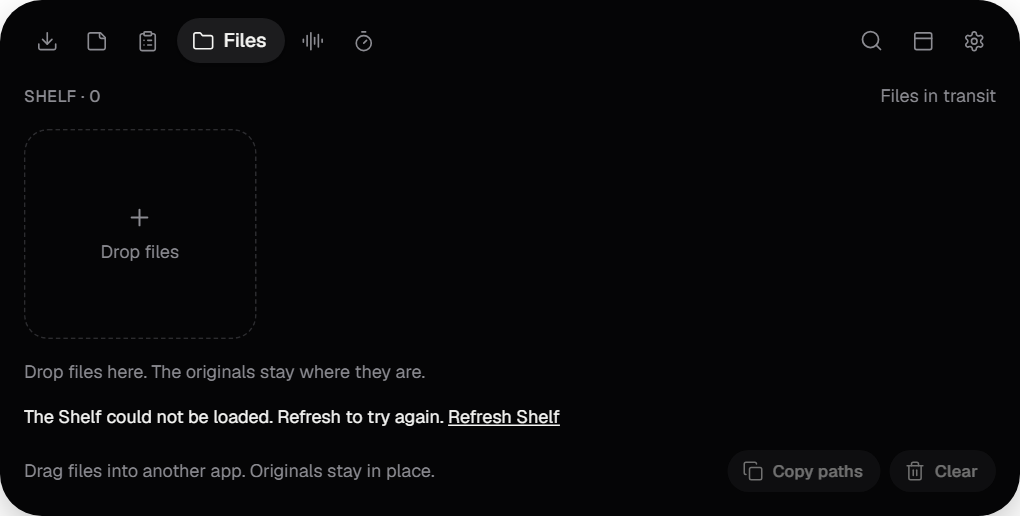 Files
SHELF · 0
Files in transit
Drop files
Drop files here. The originals stay where they are.
The Shelf could not be loaded. Refresh to try again. Refresh Shelf
Drag files into another app. Originals stay in place.
Copy paths
Clear